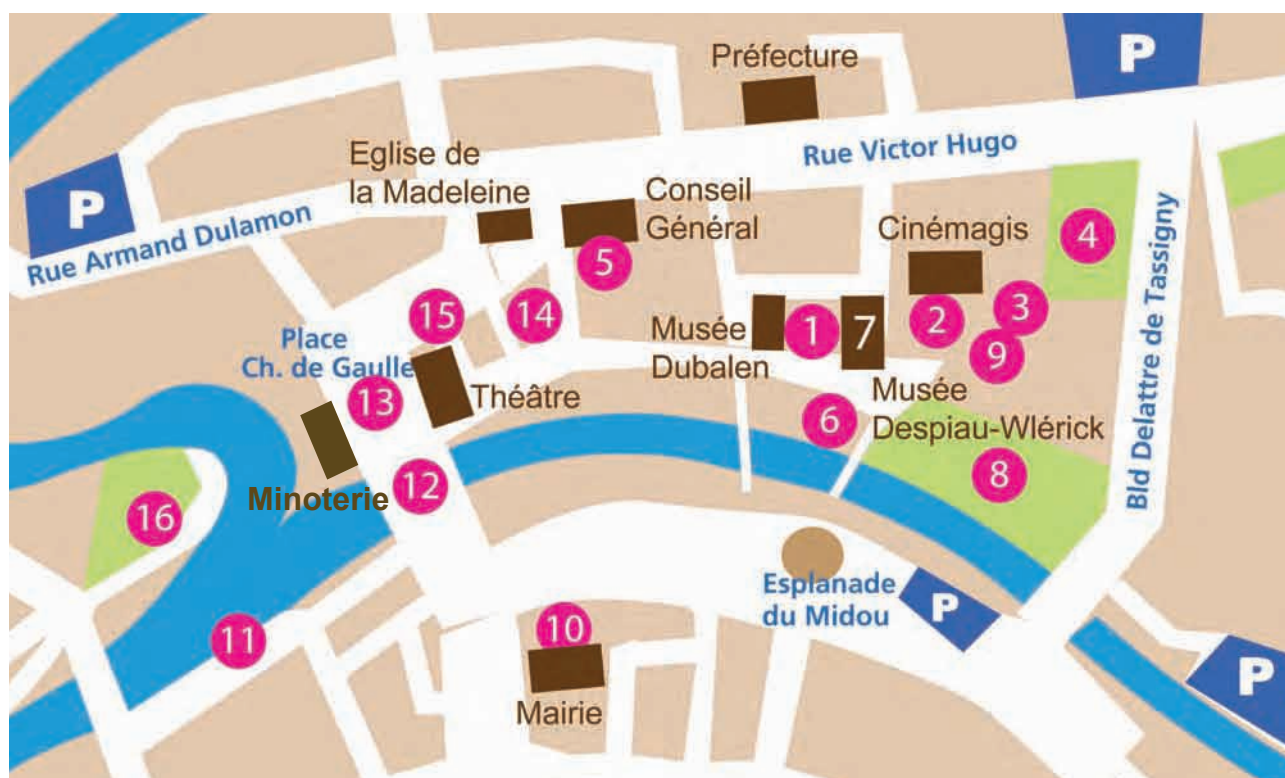 P
Préfecture
Rue Victor Hugo
Eglise de
la Madeleine
Conseil
Général
P
Rue Armand Dulamon
Cinémagis
4
5
Bld Delattre de Tassigny
15
14
Musée
Dubalen
1
7
2
3
9
Place
Ch. de Gaulle
13
Théâtre
6
Musée
Despiau-Wlérick
Minoterie
12
8
16
Esplanade
du Midou
P
11
10
Mairie
P